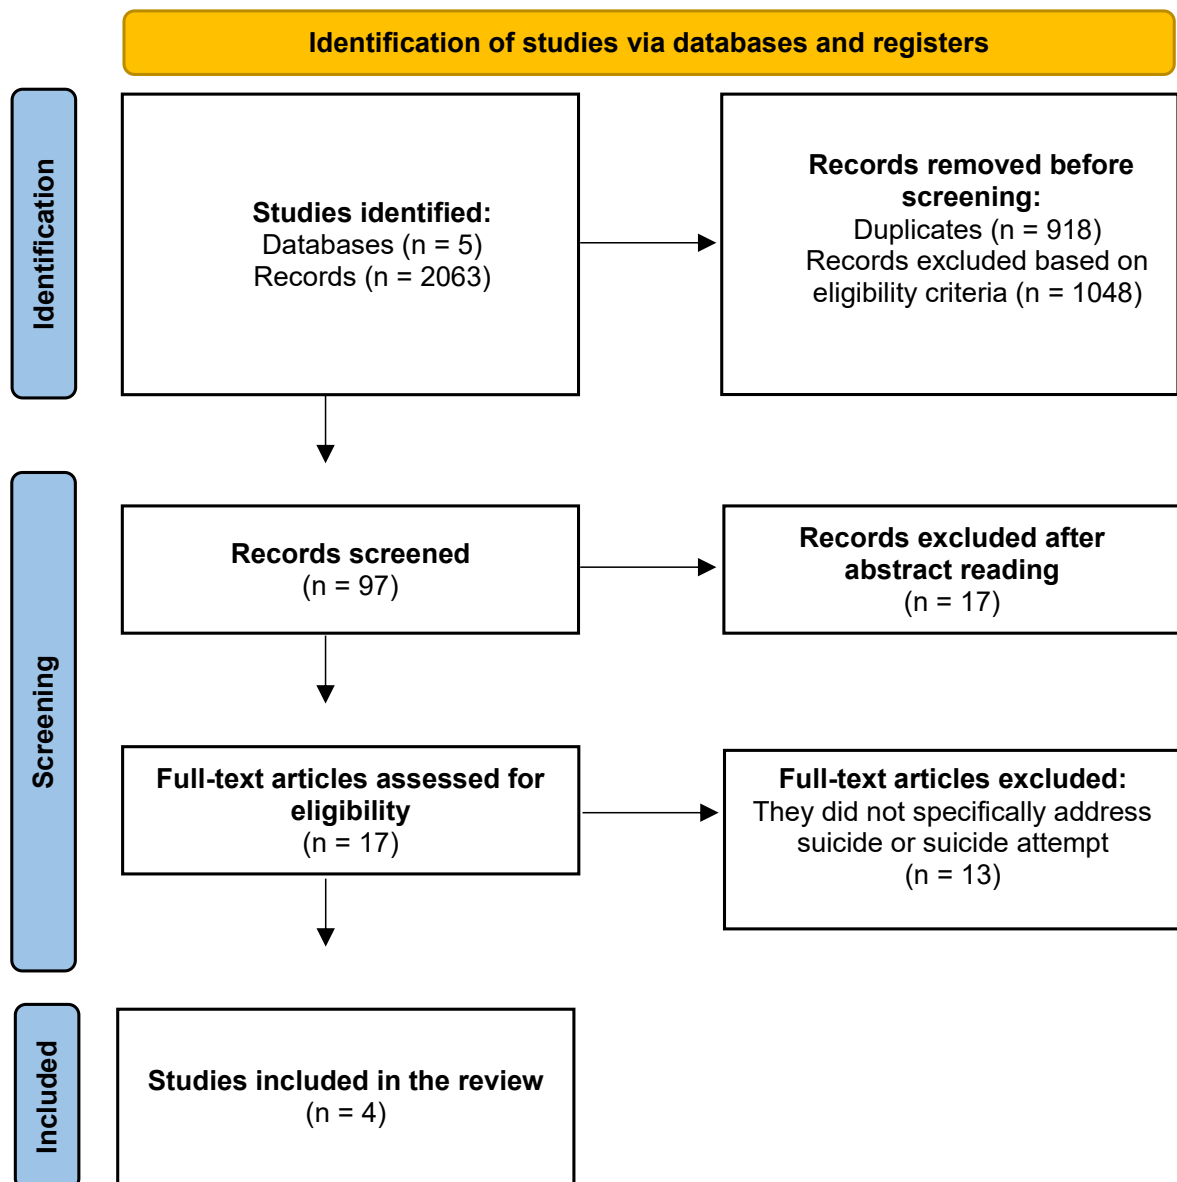 Identification of studies via databases and registers
Identification
Studies identified:
Databases (n = 5)
Records (n = 2063)
Records removed before
screening:
Duplicates (n = 918)
Records excluded based on
eligibility criteria (n = 1048)
Screening
Records screened
(n = 97)
Records excluded after
abstract reading
(n = 17)
Full-text articles assessed for
eligibility
(n = 17)
Full-text articles excluded:
They did not specifically address
suicide or suicide attempt
(n = 13)
Included
Studies included in the review
(n = 4)